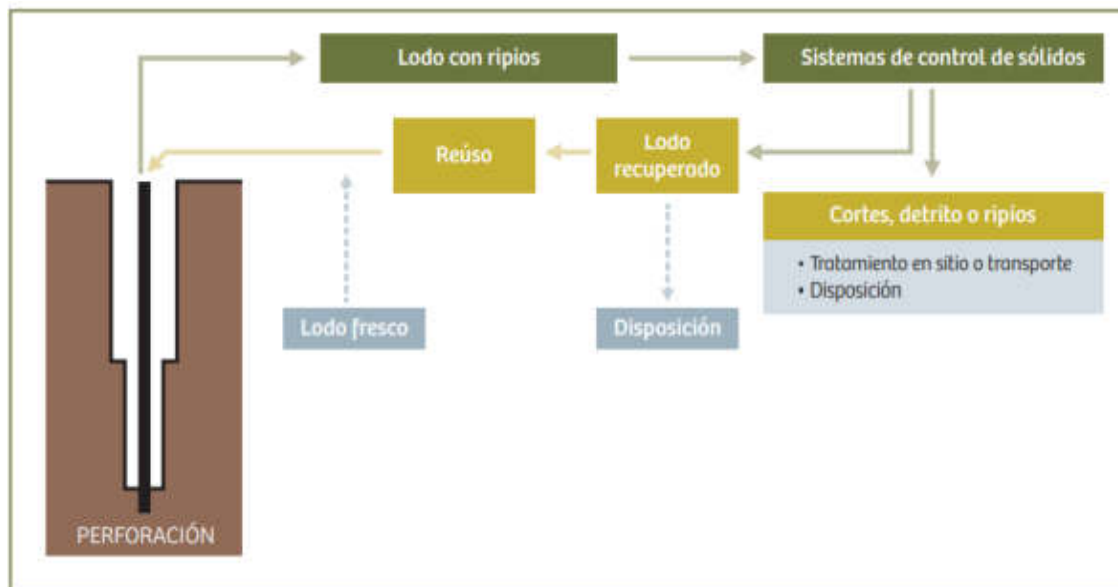 Lodo con ripios
Sistemas de control de sólidos
Reúso
Lodo
recuperado
Cortes, detrito o ripios
• Tratamiento en sitio o transporte
• Disposición
Lodo fresco
Disposición
PERFORACIÓN